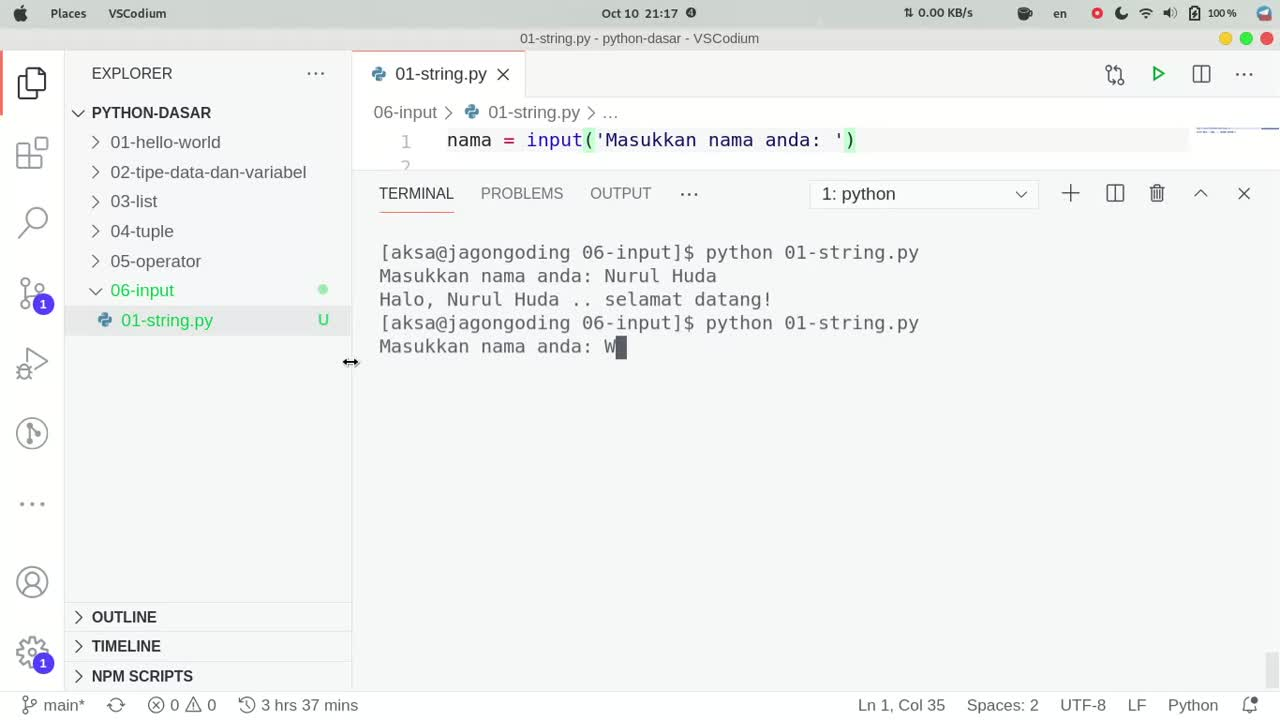 Places VSCodium Oct 10 21:17 0.00 KB/s en 100 %
01-string.py - python-dasar - VSCodium
EXPLORER
PYTHON-DASAR
01-hello-world
02-tipe-data-dan-variabel
03-list
04-tuple
05-operator
06-input
01-string.py U
1
1
OUTLINE
TIMELINE
NPM SCRIPTS
01-string.py
06-input 01-string.py ...
1 nama = input('Masukkan nama anda: ')
2
TERMINAL PROBLEMS OUTPUT ... 1: python
[aksa@jagongoding 06-input]$ python 01-string.py
Masukkan nama anda: Nurul Huda
Halo, Nurul Huda .. selamat datang!
[aksa@jagongoding 06-input]$ python 01-string.py
Masukkan nama anda: W
main* 0 0 3 hrs 37 mins Ln 1, Col 35 Spaces: 2 UTF-8 LF Python